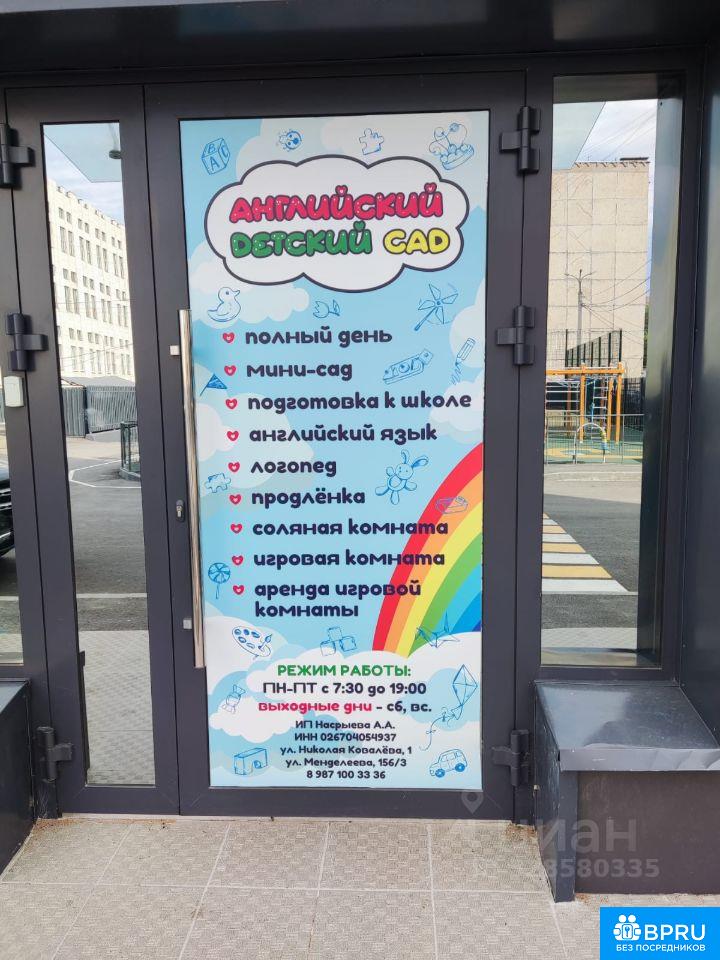 АНГЛИЙСКИЙ
ДЕТСКИЙ САД
полный день
мини-сад
подготовка к школе
английский язык
логопед
продлёнка
соляная комната
игровая комната
аренда игровой
комнаты
РЕЖИМ РАБОТЫ:
ПН-ПТ с 7:30 до 19:00
выходные дни - сб, вс.
ИП Насрыева А.А.
ИНН 026704054937
ул. Николая Ковалёва, 1
ул. Менделеева, 156/3
8 987 100 33 36
циан
8580335
BPRU
БЕЗ ПОСРЕДНИКОВ